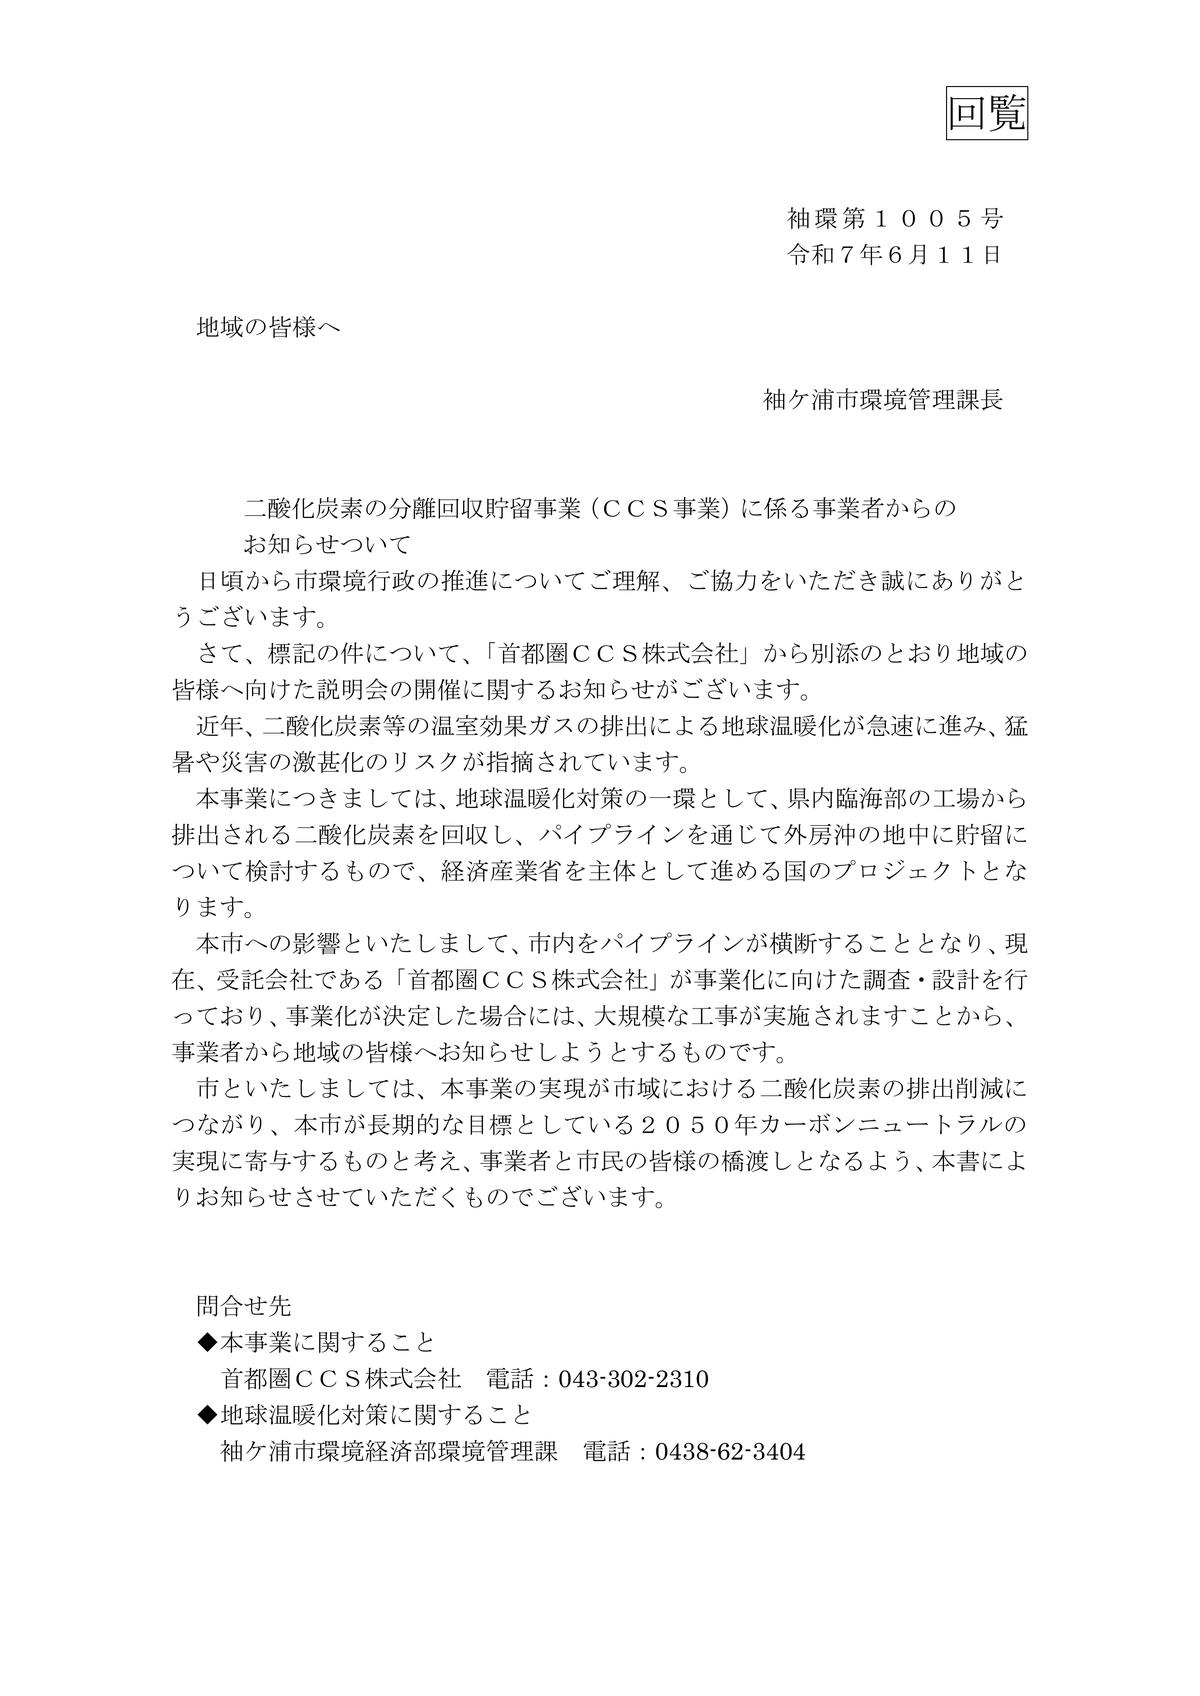 回覧
袖環第１００５号
令和７年６月１１日
地域の皆様へ
袖ケ浦市環境管理課長
二酸化炭素の分離回収貯留事業（ＣＣＳ事業）に係る事業者からの
お知らせついて
日頃から市環境行政の推進についてご理解、ご協力をいただき誠にありがと
うございます。
さて、標記の件について、「首都圏ＣＣＳ株式会社」から別添のとおり地域の
皆様へ向けた説明会の開催に関するお知らせがございます。
近年、二酸化炭素等の温室効果ガスの排出による地球温暖化が急速に進み、猛
暑や災害の激甚化のリスクが指摘されています。
本事業につきましては、地球温暖化対策の一環として、県内臨海部の工場から
排出される二酸化炭素を回収し、パイプラインを通じて外房沖の地中に貯留に
ついて検討するもので、経済産業省を主体として進める国のプロジェクトとな
ります。
本市への影響といたしまして、市内をパイプラインが横断することとなり、現
在、受託会社である「首都圏ＣＣＳ株式会社」が事業化に向けた調査・設計を行
っており、事業化が決定した場合には、大規模な工事が実施されますことから、
事業者から地域の皆様へお知らせしようとするものです。
市といたしましては、本事業の実現が市域における二酸化炭素の排出削減に
つながり、本市が長期的な目標としている２０５０年カーボンニュートラルの
実現に寄与するものと考え、事業者と市民の皆様の橋渡しとなるよう、本書によ
りお知らせさせていただくものでございます。
問合せ先
◆本事業に関すること
首都圏ＣＣＳ株式会社　電話：043-302-2310
◆地球温暖化対策に関すること
袖ケ浦市環境経済部環境管理課　電話：0438-62-3404